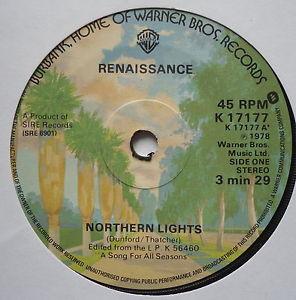 BURBANK, HOME OF WARNER BROS. RECORDS
RENAISSANCE
A Product of
SIRE Records
(SRE 6901)
45 RPM
K 17177
K 17177 A
℗ 1978
Warner Bros.
Music Ltd.
SIDE ONE
STEREO
3 min 29
NORTHERN LIGHTS
(Dunford/Thatcher)
Edited from the L.P. K 56460
'A Song For All Seasons'
UNAUTHORISED COPYING PUBLIC PERFORMANCE AND BROADCASTING OF THIS RECORD PROHIBITED